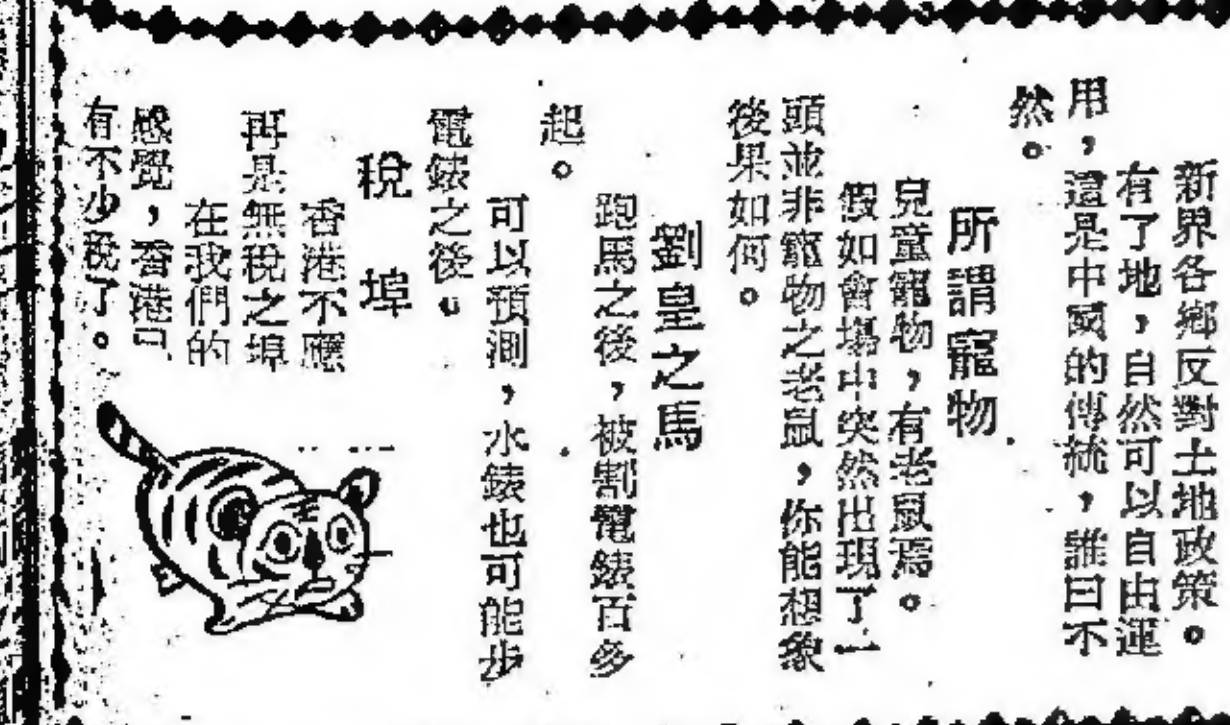 新界各鄉反對土地政策。
有了地，自然可以自由運
用，這是中國的傳統，誰曰不
然。
所謂寵物
兒童寵物，有老鼠焉。
假如會場中突然出現了一
頭並非寵物之老鼠，你能想象
後果如何。
劉皇之馬
跑馬之後，被割電錶百多
起。
可以預測，水錶也可能步
電錶之後。
稅埠
香港不應
再是無稅之埠
在我們的
感覺，香港已
有不少稅了。